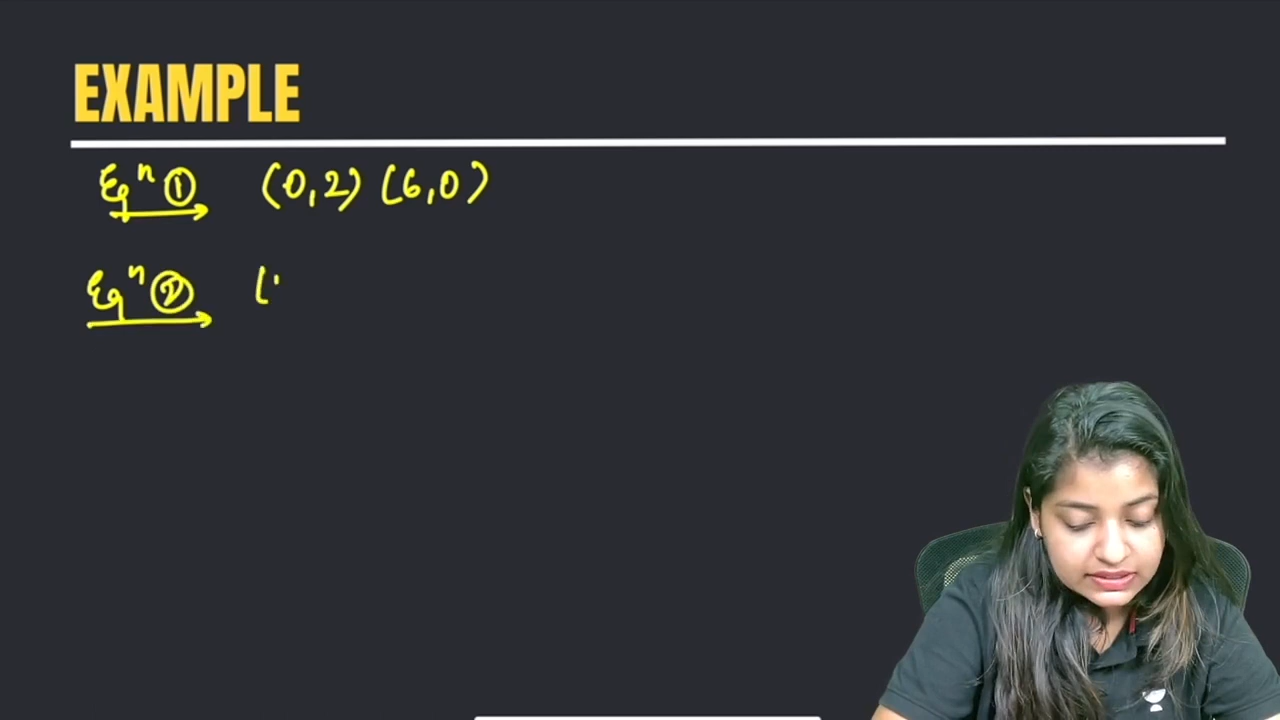 EXAMPLE
Eqⁿ ① (0,2) (6,0)
Eqⁿ ② (